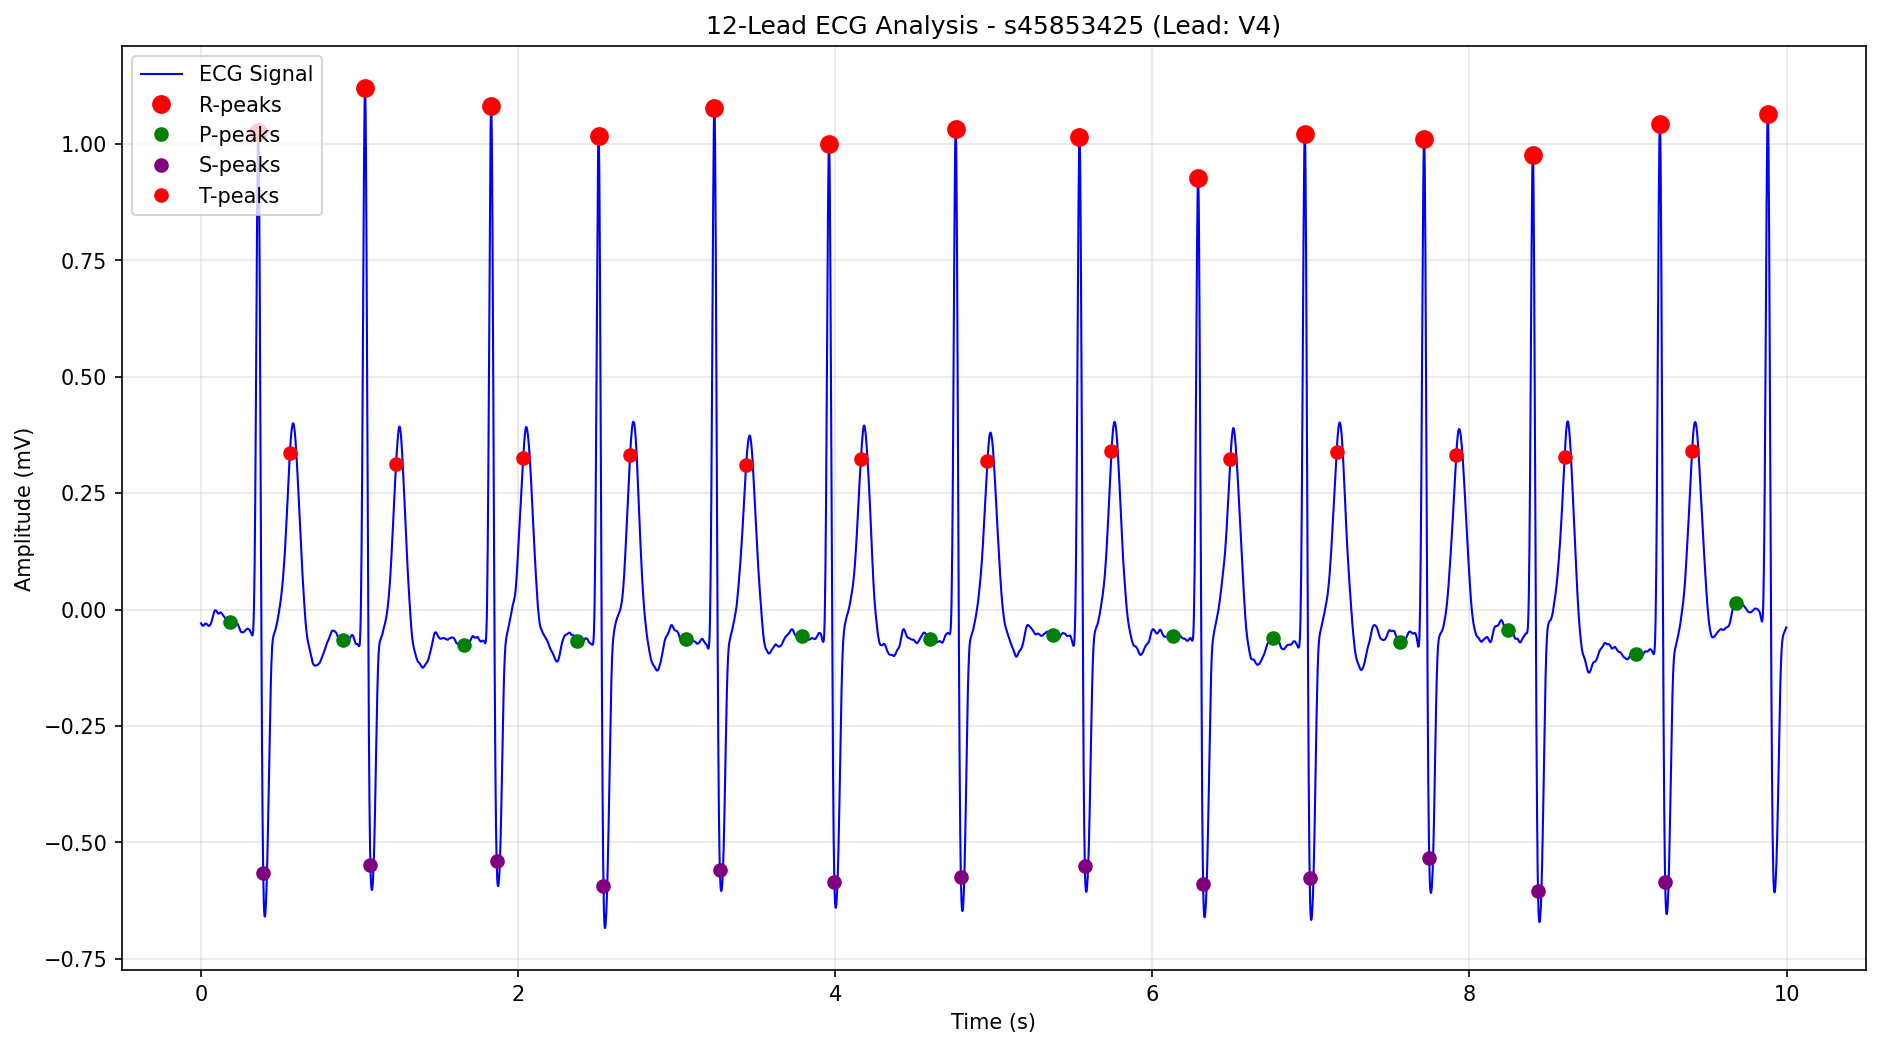 12-Lead ECG Analysis - s45853425 (Lead: V4)
ECG Signal
R-peaks
P-peaks
S-peaks
T-peaks
Amplitude (mV)
1.00
0.75
0.50
0.25
0.00
−0.25
−0.50
−0.75
0 2 4 6 8 10
Time (s)